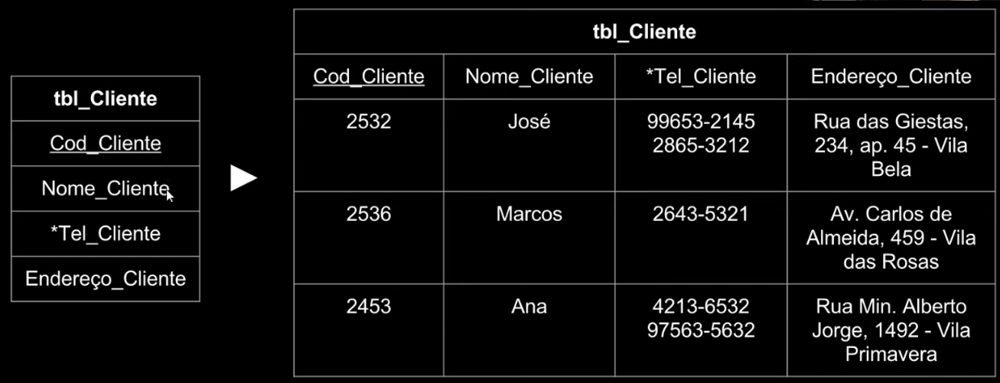 tbl_Cliente
Cod_Cliente
Nome_Cliente
*Tel_Cliente
Endereço_Cliente
tbl_Cliente
Cod_Cliente
Nome_Cliente
*Tel_Cliente
Endereço_Cliente
2532
José
99653-2145
2865-3212
Rua das Giestas,
234, ap. 45 - Vila
Bela
2536
Marcos
2643-5321
Av. Carlos de
Almeida, 459 - Vila
das Rosas
2453
Ana
4213-6532
97563-5632
Rua Min. Alberto
Jorge, 1492 - Vila
Primavera